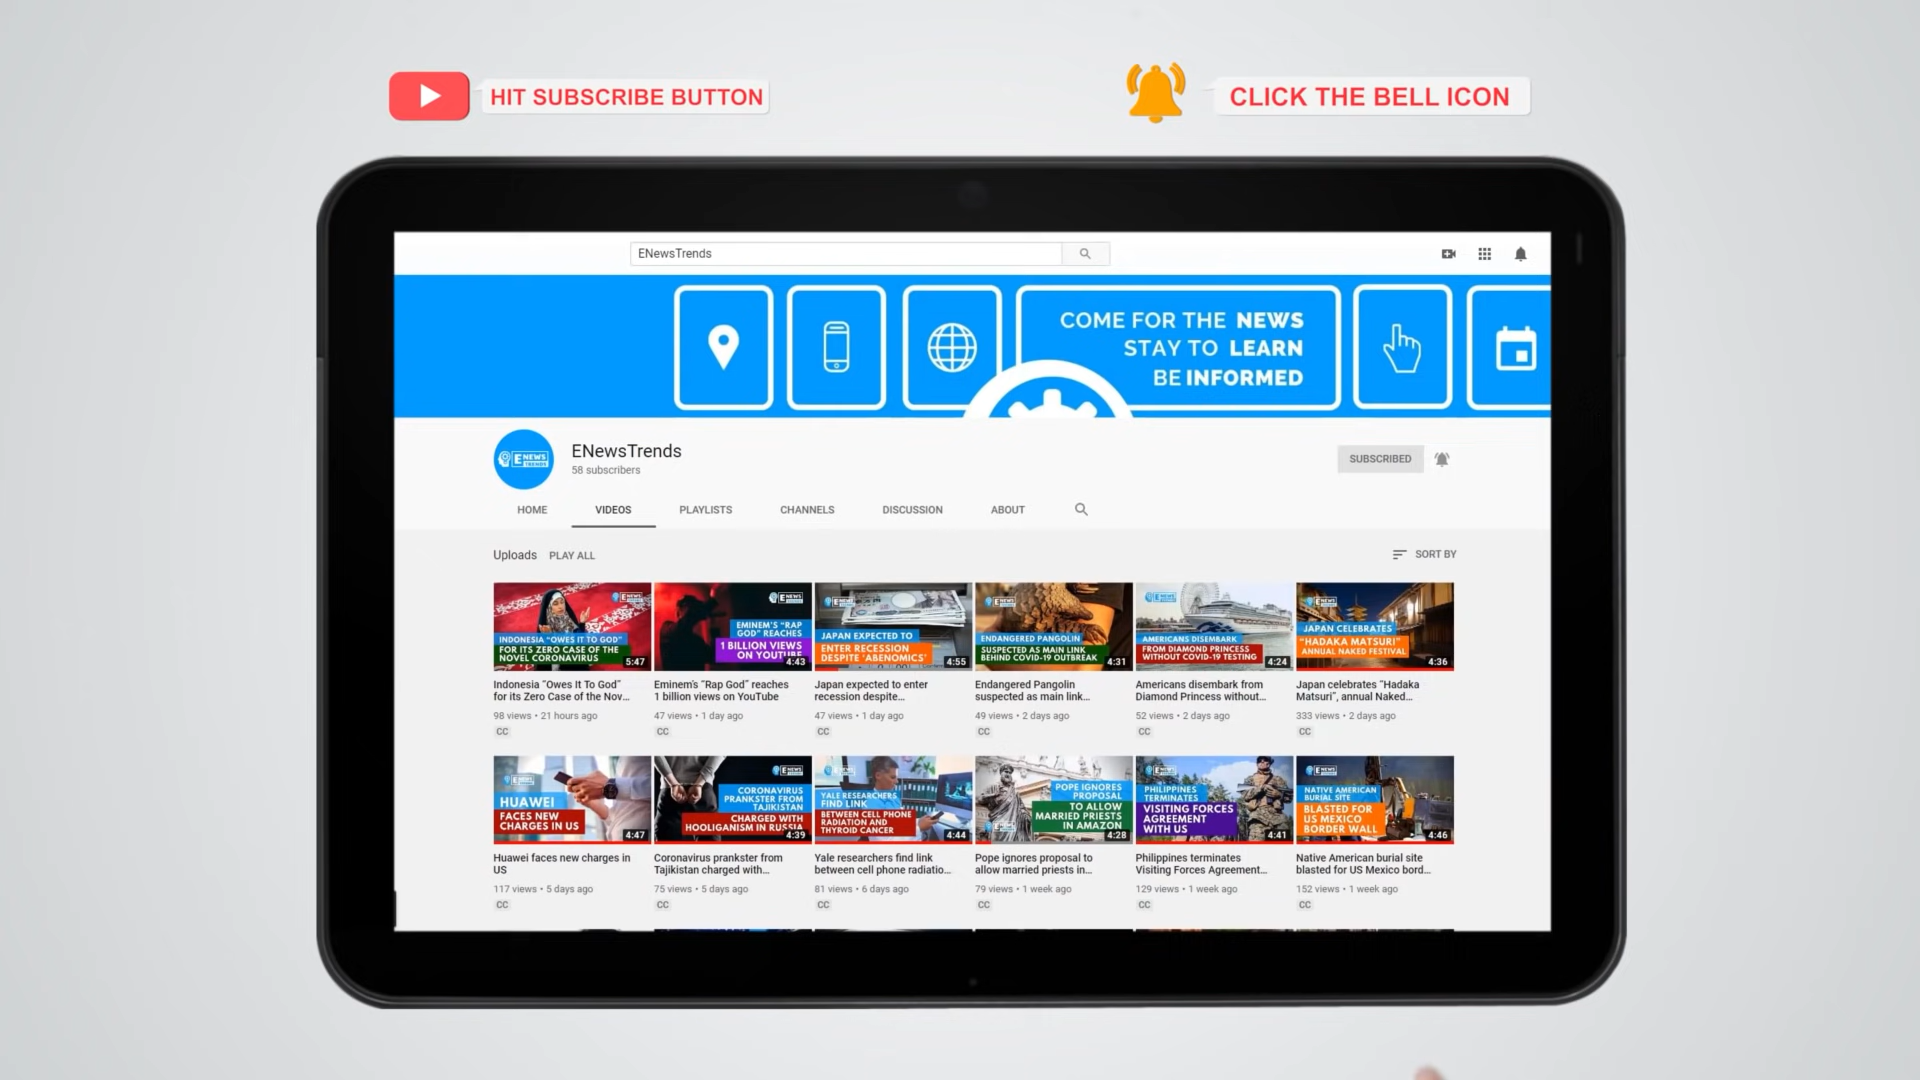 HIT SUBSCRIBE BUTTON
CLICK THE BELL ICON
ENewsTrends
COME FOR THE NEWS
STAY TO LEARN
BE INFORMED
E NEWS
TRENDS
ENewsTrends
58 subscribers
SUBSCRIBED
HOME
VIDEOS
PLAYLISTS
CHANNELS
DISCUSSION
ABOUT
Uploads
PLAY ALL
SORT BY
INDONESIA "OWES IT TO GOD"
FOR ITS ZERO CASE OF THE
NOVEL CORONAVIRUS
5:47
Indonesia "Owes It To God"
for its Zero Case of the Nov...
98 views • 21 hours ago
CC
EMINEM'S "RAP
GOD" REACHES
1 BILLION VIEWS
ON YOUTUBE
4:43
Eminem's "Rap God" reaches
1 billion views on YouTube
47 views • 1 day ago
CC
JAPAN EXPECTED TO
ENTER RECESSION
DESPITE 'ABENOMICS'
4:55
Japan expected to enter
recession despite...
47 views • 1 day ago
CC
ENDANGERED PANGOLIN
SUSPECTED AS MAIN LINK
BEHIND COVID-19 OUTBREAK
4:31
Endangered Pangolin
suspected as main link...
49 views • 2 days ago
CC
AMERICANS DISEMBARK
FROM DIAMOND PRINCESS
WITHOUT COVID-19 TESTING
4:24
Americans disembark from
Diamond Princess without...
52 views • 2 days ago
CC
JAPAN CELEBRATES
"HADAKA MATSURI"
ANNUAL NAKED FESTIVAL
4:36
Japan celebrates "Hadaka
Matsuri", annual Naked...
333 views • 2 days ago
CC
HUAWEI
FACES NEW
CHARGES IN US
4:47
Huawei faces new charges in
US
117 views • 5 days ago
CC
CORONAVIRUS
PRANKSTER FROM
TAJIKISTAN
CHARGED WITH
HOOLIGANISM IN RUSSIA
4:39
Coronavirus prankster from
Tajikistan charged with...
75 views • 5 days ago
CC
YALE RESEARCHERS
FIND LINK
BETWEEN CELL PHONE
RADIATION AND
THYROID CANCER
4:44
Yale researchers find link
between cell phone radiatio...
81 views • 6 days ago
CC
POPE IGNORES
PROPOSAL
TO ALLOW
MARRIED PRIESTS
IN AMAZON
4:28
Pope ignores proposal to
allow married priests in...
79 views • 1 week ago
CC
PHILIPPINES
TERMINATES
VISITING FORCES
AGREEMENT
WITH US
4:41
Philippines terminates
Visiting Forces Agreement...
129 views • 1 week ago
CC
NATIVE AMERICAN
BURIAL SITE
BLASTED FOR
US MEXICO
BORDER WALL
4:46
Native American burial site
blasted for US Mexico bord...
152 views • 1 week ago
CC